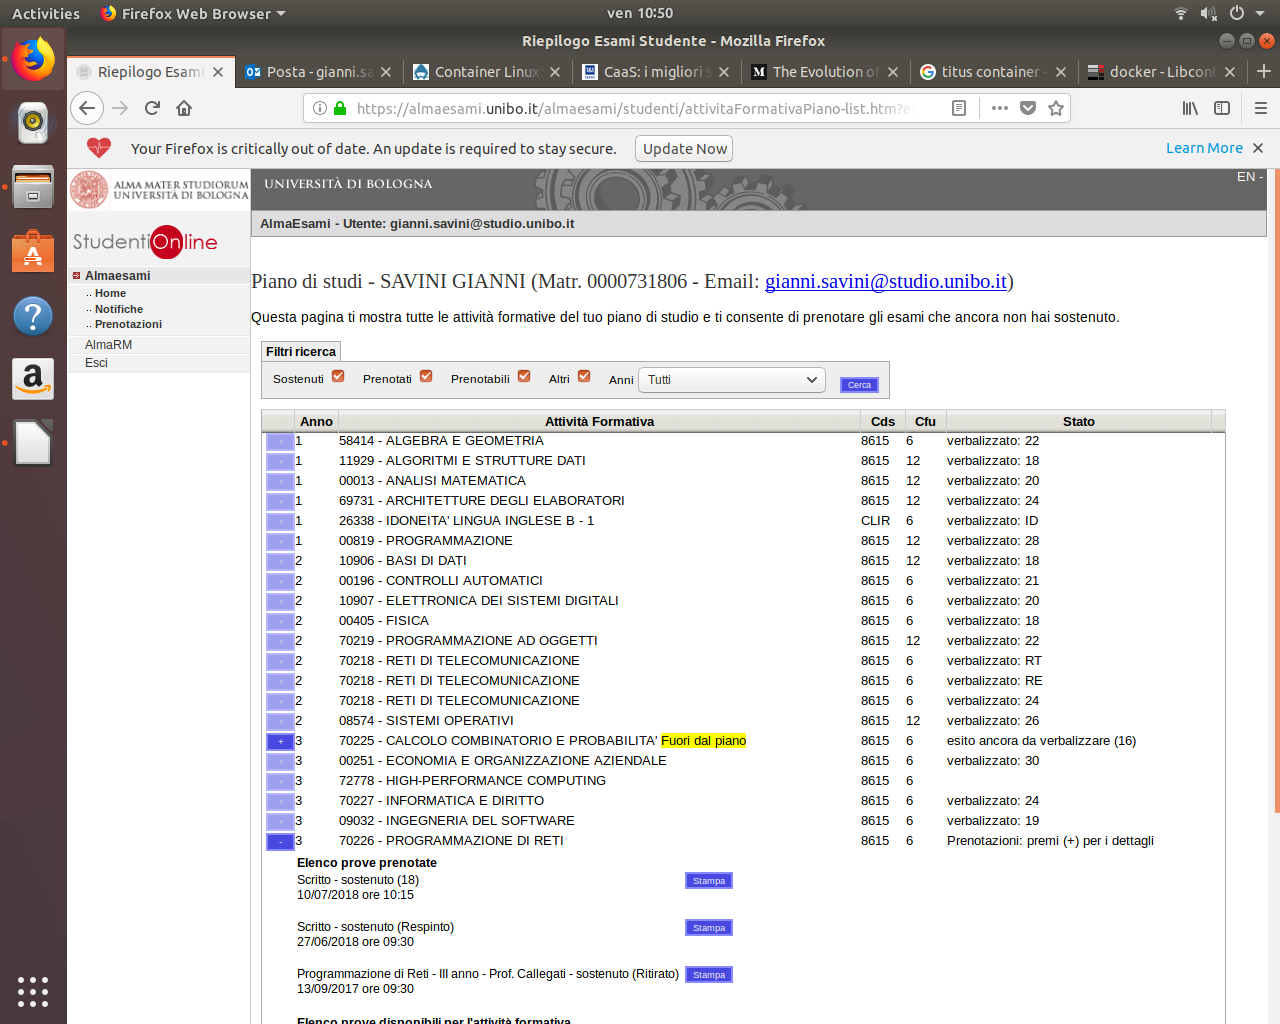 Activities Firefox Web Browser ven 10:50
Riepilogo Esami Studente - Mozilla Firefox
Riepilogo Esami Posta - gianni.sa Container Linux CaaS: i migliori s The Evolution of titus container - docker - Libcont
https://almaesami.unibo.it/almaesami/studenti/attivitaFormativaPiano-list.htm?e
Your Firefox is critically out of date. An update is required to stay secure. Update Now Learn More
ALMA MATER STUDIORUM
UNIVERSITÀ DI BOLOGNA
UNIVERSITÀ DI BOLOGNA
EN -
AlmaEsami - Utente: gianni.savini@studio.unibo.it
StudentiOnline
Almaesami
.. Home
.. Notifiche
.. Prenotazioni
AlmaRM
Esci
Piano di studi - SAVINI GIANNI (Matr. 0000731806 - Email: gianni.savini@studio.unibo.it)
Questa pagina ti mostra tutte le attività formative del tuo piano di studio e ti consente di prenotare gli esami che ancora non hai sostenuto.
Filtri ricerca
Sostenuti Prenotati Prenotabili Altri Anni Tutti Cerca
Anno Attività Formativa Cds Cfu Stato
+ 1 58414 - ALGEBRA E GEOMETRIA 8615 6 verbalizzato: 22
+ 1 11929 - ALGORITMI E STRUTTURE DATI 8615 12 verbalizzato: 18
+ 1 00013 - ANALISI MATEMATICA 8615 12 verbalizzato: 20
+ 1 69731 - ARCHITETTURE DEGLI ELABORATORI 8615 12 verbalizzato: 24
+ 1 26338 - IDONEITA' LINGUA INGLESE B - 1 CLIR 6 verbalizzato: ID
+ 1 00819 - PROGRAMMAZIONE 8615 12 verbalizzato: 28
+ 2 10906 - BASI DI DATI 8615 12 verbalizzato: 18
+ 2 00196 - CONTROLLI AUTOMATICI 8615 6 verbalizzato: 21
+ 2 10907 - ELETTRONICA DEI SISTEMI DIGITALI 8615 6 verbalizzato: 20
+ 2 00405 - FISICA 8615 6 verbalizzato: 18
+ 2 70219 - PROGRAMMAZIONE AD OGGETTI 8615 12 verbalizzato: 22
+ 2 70218 - RETI DI TELECOMUNICAZIONE 8615 6 verbalizzato: RT
+ 2 70218 - RETI DI TELECOMUNICAZIONE 8615 6 verbalizzato: RE
+ 2 70218 - RETI DI TELECOMUNICAZIONE 8615 6 verbalizzato: 24
+ 2 08574 - SISTEMI OPERATIVI 8615 12 verbalizzato: 26
+ 3 70225 - CALCOLO COMBINATORIO E PROBABILITA' Fuori dal piano 8615 6 esito ancora da verbalizzare (16)
+ 3 00251 - ECONOMIA E ORGANIZZAZIONE AZIENDALE 8615 6 verbalizzato: 30
+ 3 72778 - HIGH-PERFORMANCE COMPUTING 8615 6
+ 3 70227 - INFORMATICA E DIRITTO 8615 6 verbalizzato: 24
+ 3 09032 - INGEGNERIA DEL SOFTWARE 8615 6 verbalizzato: 19
- 3 70226 - PROGRAMMAZIONE DI RETI 8615 6 Prenotazioni: premi (+) per i dettagli
Elenco prove prenotate
Scritto - sostenuto (18) Stampa
10/07/2018 ore 10:15
Scritto - sostenuto (Respinto) Stampa
27/06/2018 ore 09:30
Programmazione di Reti - III anno - Prof. Callegati - sostenuto (Ritirato) Stampa
13/09/2017 ore 09:30
Elenco prove disponibili per l'attività formativa